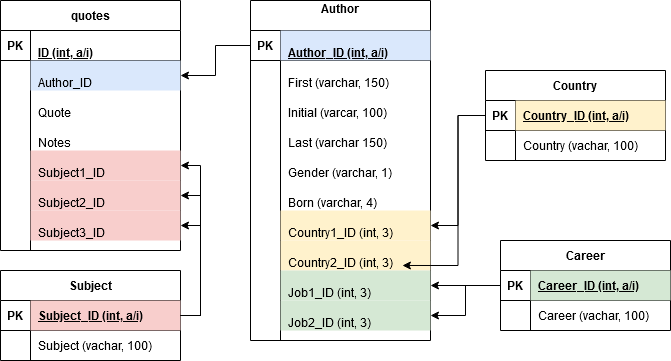 quotes
PK
ID (int, a/i)
Author_ID
Quote
Notes
Subject1_ID
Subject2_ID
Subject3_ID
Subject
PK
Subject_ID (int, a/i)
Subject (vachar, 100)
Author
PK
Author_ID (int, a/i)
First (varchar, 150)
Initial (varcar, 100)
Last (varchar 150)
Gender (varchar, 1)
Born (varchar, 4)
Country1_ID (int, 3)
Country2_ID (int, 3)
Job1_ID (int, 3)
Job2_ID (int, 3)
Country
PK
Country_ID (int, a/i)
Country (vachar, 100)
Career
PK
Career_ID (int, a/i)
Career (varchar, 100)